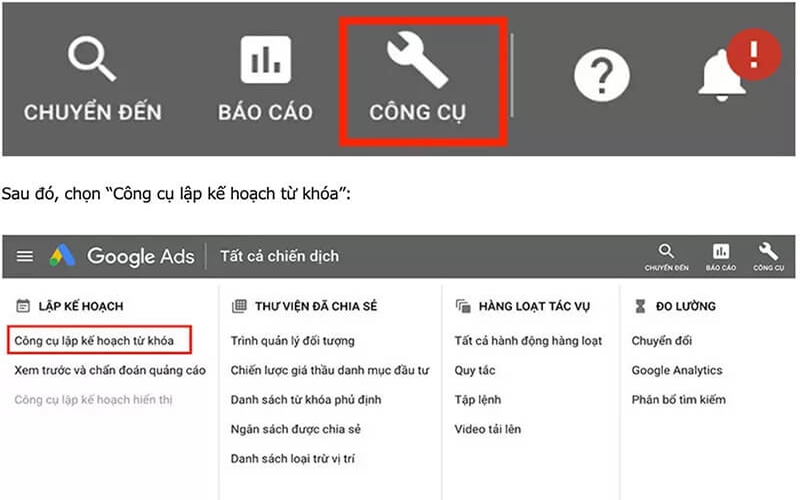 CHUYỂN ĐẾN BÁO CÁO CÔNG CỤ
Sau đó, chọn “Công cụ lập kế hoạch từ khóa”:
Google Ads Tất cả chiến dịch CHUYỂN ĐẾN BÁO CÁO CÔNG CỤ
LẬP KẾ HOẠCH
Công cụ lập kế hoạch từ khóa
Xem trước và chẩn đoán quảng cáo
Công cụ lập kế hoạch hiển thị
THƯ VIỆN ĐÃ CHIA SẺ
Trình quản lý đối tượng
Chiến lược giá thầu danh mục đầu tư
Danh sách từ khóa phủ định
Ngân sách được chia sẻ
Danh sách loại trừ vị trí
HÀNG LOẠT TÁC VỤ
Tất cả hành động hàng loạt
Quy tắc
Tập lệnh
Video tải lên
ĐO LƯỜNG
Chuyển đổi
Google Analytics
Phân bổ tìm kiếm